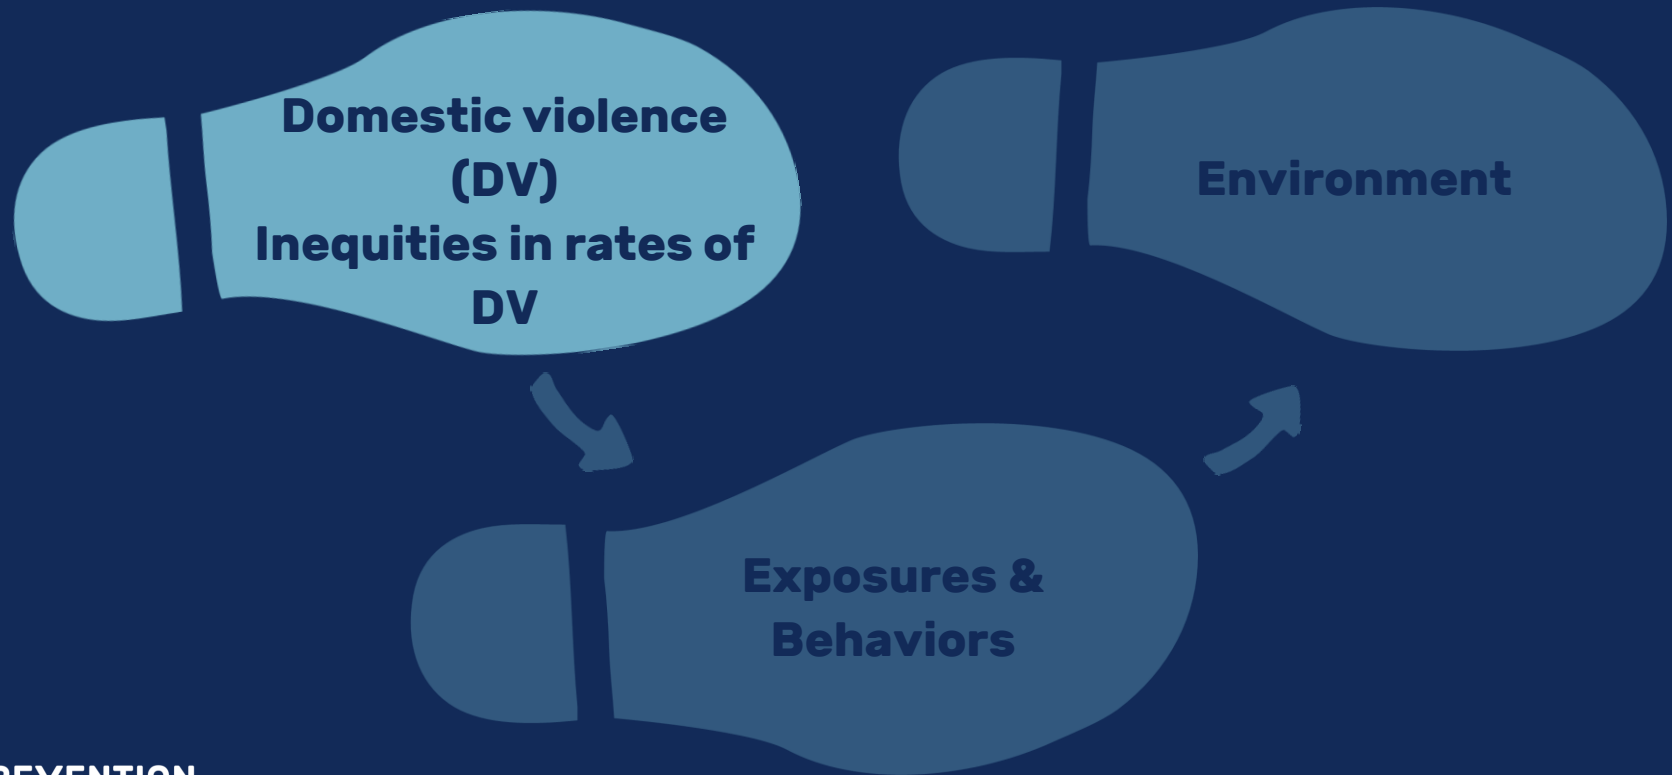 Domestic violence
(DV)
Inequities in rates of
DV
Environment
Exposures &
Behaviors